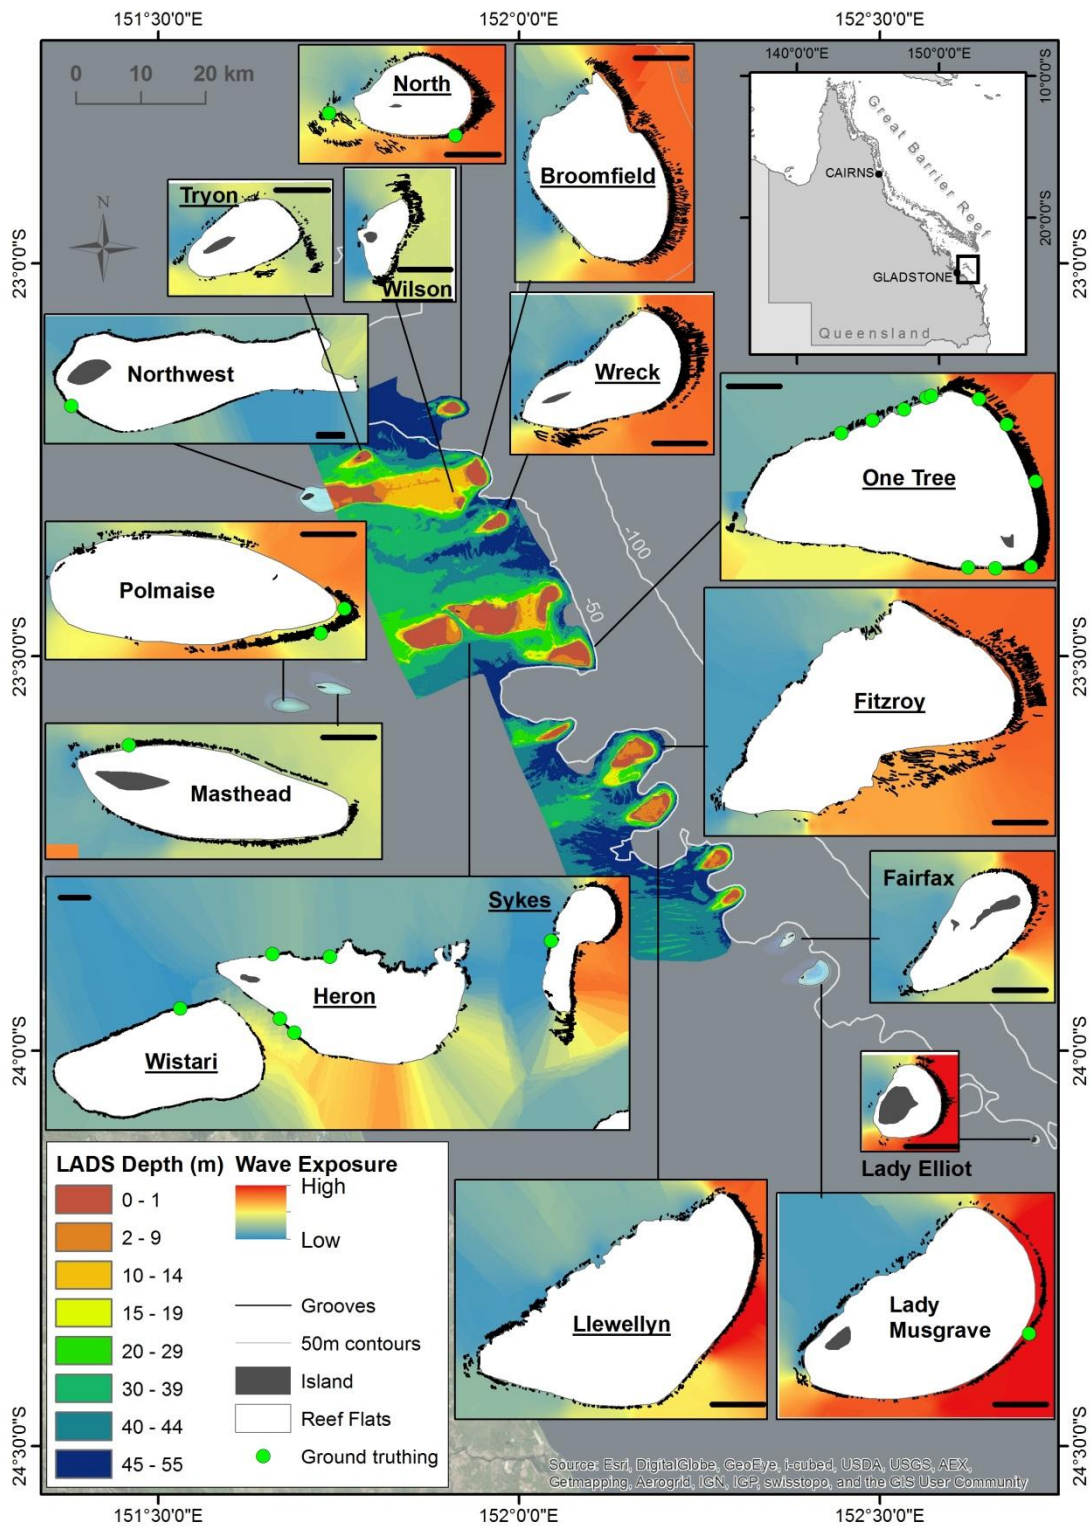 151°30'0"E
152°0'0"E
152°30'0"E
0 10 20 km
N
North
Broomfield
Tryon
Wilson
140°0'0"E
150°0'0"E
10°0'0"S
20°0'0"S
Great Barrier Reef
CAIRNS
GLADSTONE
Queensland
23°0'0"S
23°0'0"S
Northwest
Wreck
One Tree
-100
-50
Polmaise
Fitzroy
23°30'0"S
23°30'0"S
Masthead
Fairfax
Sykes
Heron
Wistari
24°0'0"S
24°0'0"S
Lady Elliot
Llewellyn
Lady
Musgrave
LADS Depth (m)
0 - 1
2 - 9
10 - 14
15 - 19
20 - 29
30 - 39
40 - 44
45 - 55
Wave Exposure
High
Low
Grooves
50m contours
Island
Reef Flats
Ground truthing
24°30'0"S
24°30'0"S
Source: Esri, DigitalGlobe, GeoEye, i-cubed, USDA, USGS, AEX,
Getmapping, Aerogrid, IGN, IGP, swisstopo, and the GIS User Community
151°30'0"E
152°0'0"E
152°30'0"E